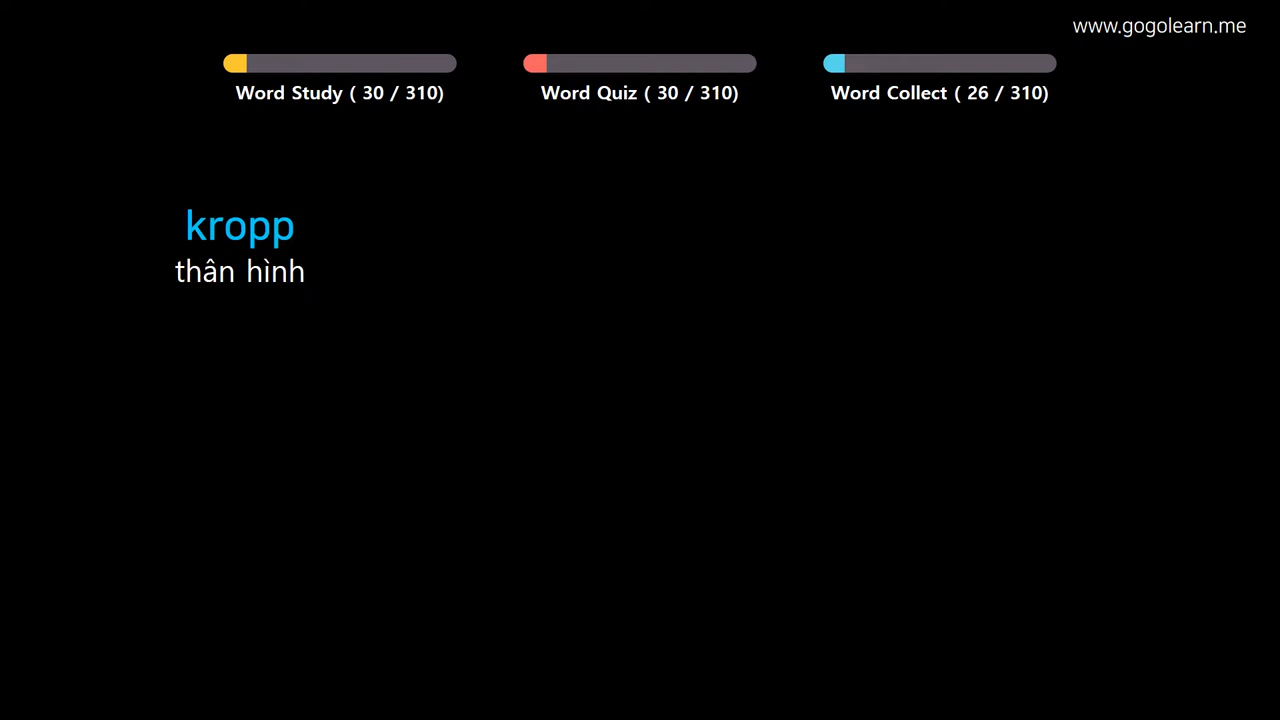 www.gogolearn.me
Word Study ( 30 / 310)
Word Quiz ( 30 / 310)
Word Collect ( 26 / 310)
kropp
thân hình